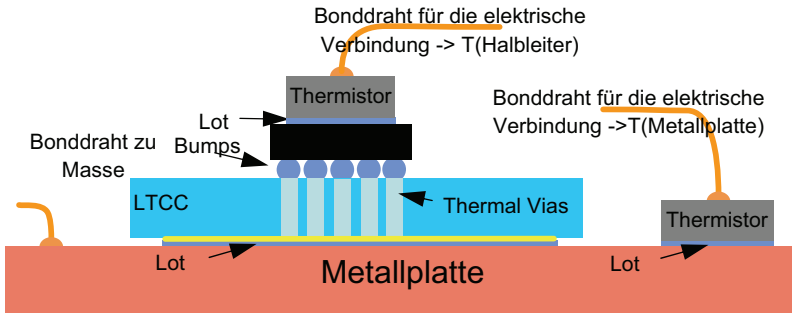 Bonddraht für die elektrische
Verbindung -> T(Halbleiter)
Thermistor
Bonddraht für die elektrische
Verbindung ->T(Metallplatte)
Lot
Bonddraht zu
Masse
Bumps
LTCC
Thermal Vias
Thermistor
Lot
Lot
Metallplatte